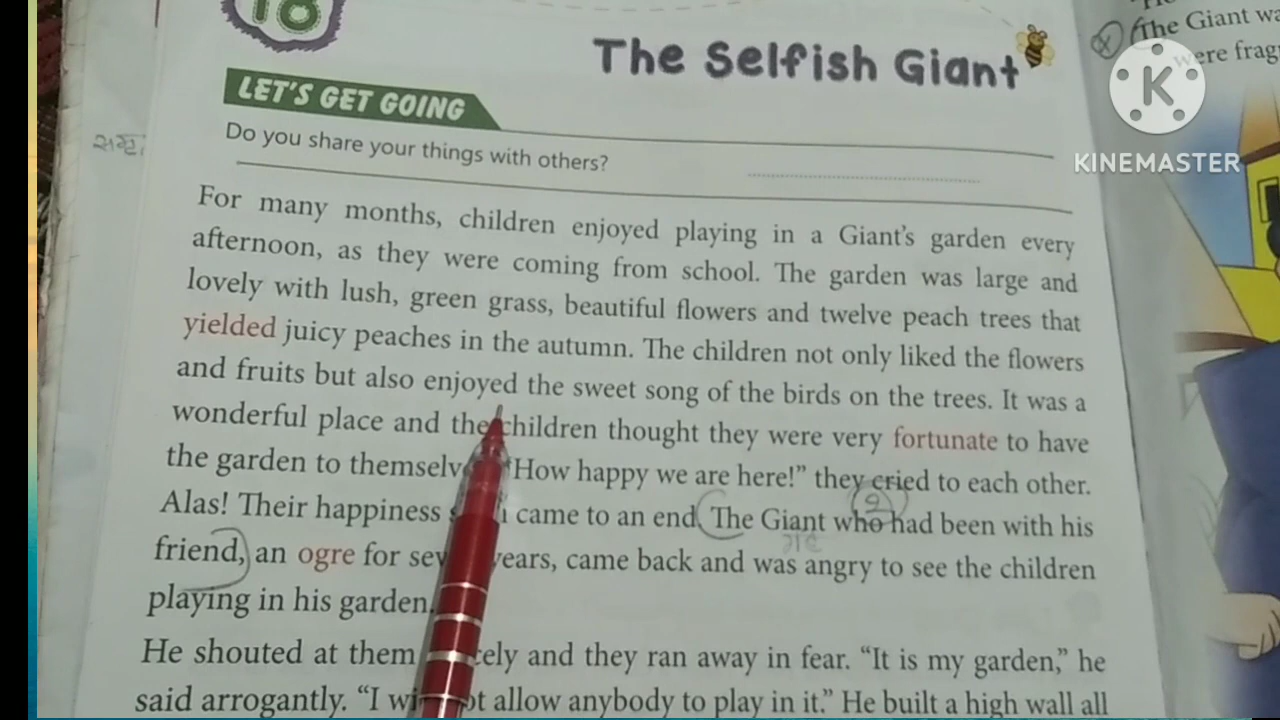 18
The Selfish Giant
LET'S GET GOING
Do you share your things with others?
For many months, children enjoyed playing in a Giant's garden every
afternoon, as they were coming from school. The garden was large and
lovely with lush, green grass, beautiful flowers and twelve peach trees that
yielded juicy peaches in the autumn. The children not only liked the flowers
and fruits but also enjoyed the sweet song of the birds on the trees. It was a
wonderful place and the children thought they were very fortunate to have
the garden to themselv "How happy we are here!" they cried to each other.
Alas! Their happiness came to an end. The Giant who had been with his
friend, an ogre for years, came back and was angry to see the children
playing in his garden.
He shouted at them and they ran away in fear. "It is my garden," he
said arrogantly. "I allow anybody to play in it." He built a high wall all
The Giant wa
were frag
K
KINEMASTER